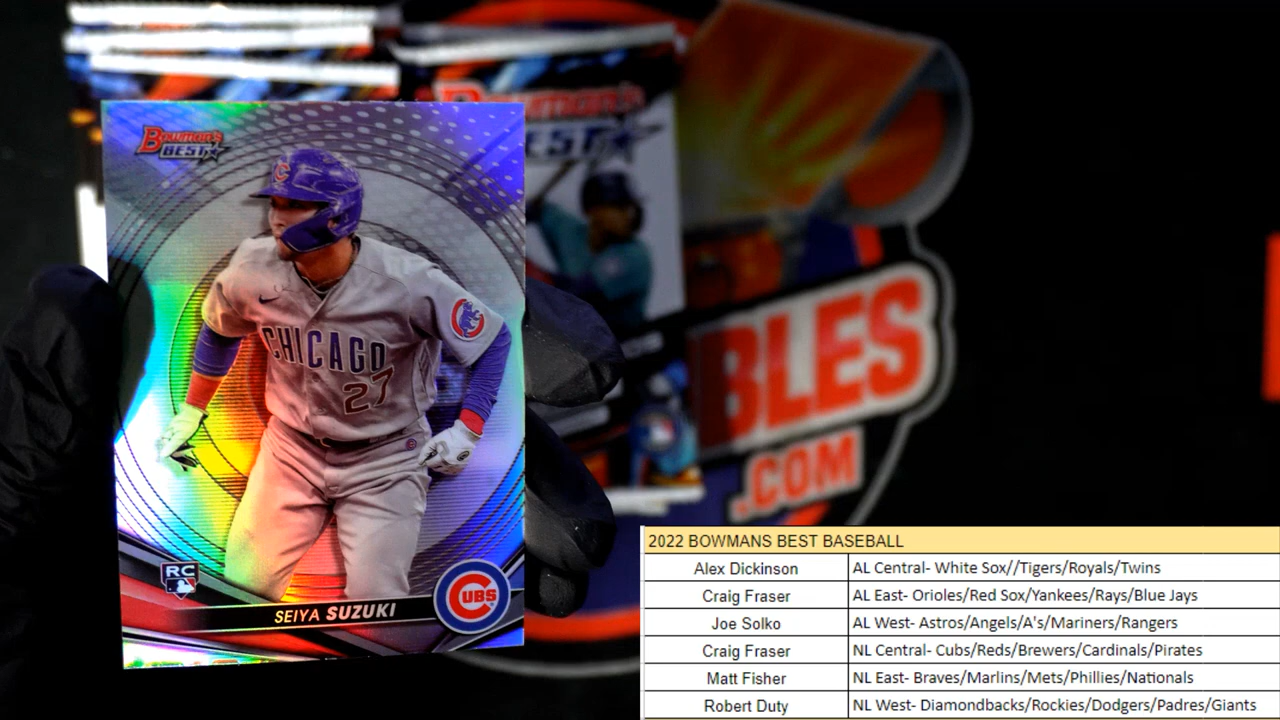 Bowman's
BEST
C
CHICAGO
27
RC
SEIYA SUZUKI
CUBS
Bowman's
BEST
BLES
.COM
2022 BOWMANS BEST BASEBALL
Alex Dickinson AL Central- White Sox//Tigers/Royals/Twins
Craig Fraser AL East- Orioles/Red Sox/Yankees/Rays/Blue Jays
Joe Solko AL West- Astros/Angels/A's/Mariners/Rangers
Craig Fraser NL Central- Cubs/Reds/Brewers/Cardinals/Pirates
Matt Fisher NL East- Braves/Marlins/Mets/Phillies/Nationals
Robert Duty NL West- Diamondbacks/Rockies/Dodgers/Padres/Giants